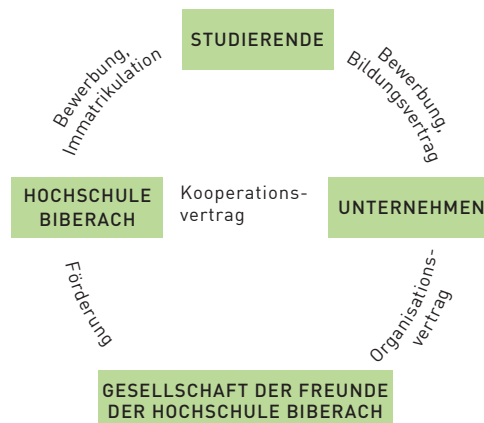 STUDIERENDE
Bewerbung,
Immatrikulation
Bewerbung,
Bildungsvertrag
HOCHSCHULE
BIBERACH
Kooperations-
vertrag
UNTERNEHMEN
Förderung
Organisations-
vertrag
GESELLSCHAFT DER FREUNDE
DER HOCHSCHULE BIBERACH